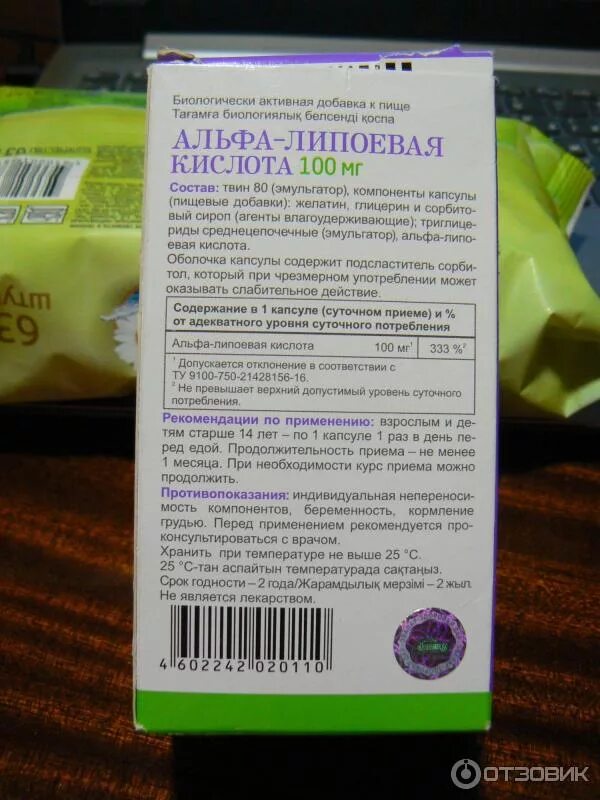 Биологически активная добавка к пище
Тағамға биологиялық белсенді қоспа
АЛЬФА-ЛИПОЕВАЯ
КИСЛОТА 100 мг
Состав: твин 80 (эмульгатор), компоненты капсулы
(пищевые добавки): желатин, глицерин и сорбито-
вый сироп (агенты влагоудерживающие); триглице-
риды среднецепочечные (эмульгатор), альфа-липо-
евая кислота.
Оболочка капсулы содержит подсластитель сорби-
тол, который при чрезмерном употреблении может
оказывать слабительное действие.
Содержание в 1 капсуле (суточном приеме) и %
от адекватного уровня суточного потребления
Альфа-липоевая кислота 100 мг¹ 333 %²
¹ Допускается отклонение в соответствии с
ТУ 9100-750-21428156-16.
² Не превышает верхний допустимый уровень суточного
потребления.
Рекомендации по применению: взрослым и де-
тям старше 14 лет – по 1 капсуле 1 раз в день пе-
ред едой. Продолжительность приема – не менее
1 месяца. При необходимости курс приема можно
продолжить.
Противопоказания: индивидуальная непереноси-
мость компонентов, беременность, кормление
грудью. Перед применением рекомендуется про-
консультироваться с врачом.
Хранить при температуре не выше 25 °С.
25 °С-тан аспайтын температурада сақтаңыз.
Срок годности – 2 года/Жарамдылық мерзімі – 2 жыл.
Не является лекарством.
4 602242 020110
63
ШТУ
ОТЗОВИК